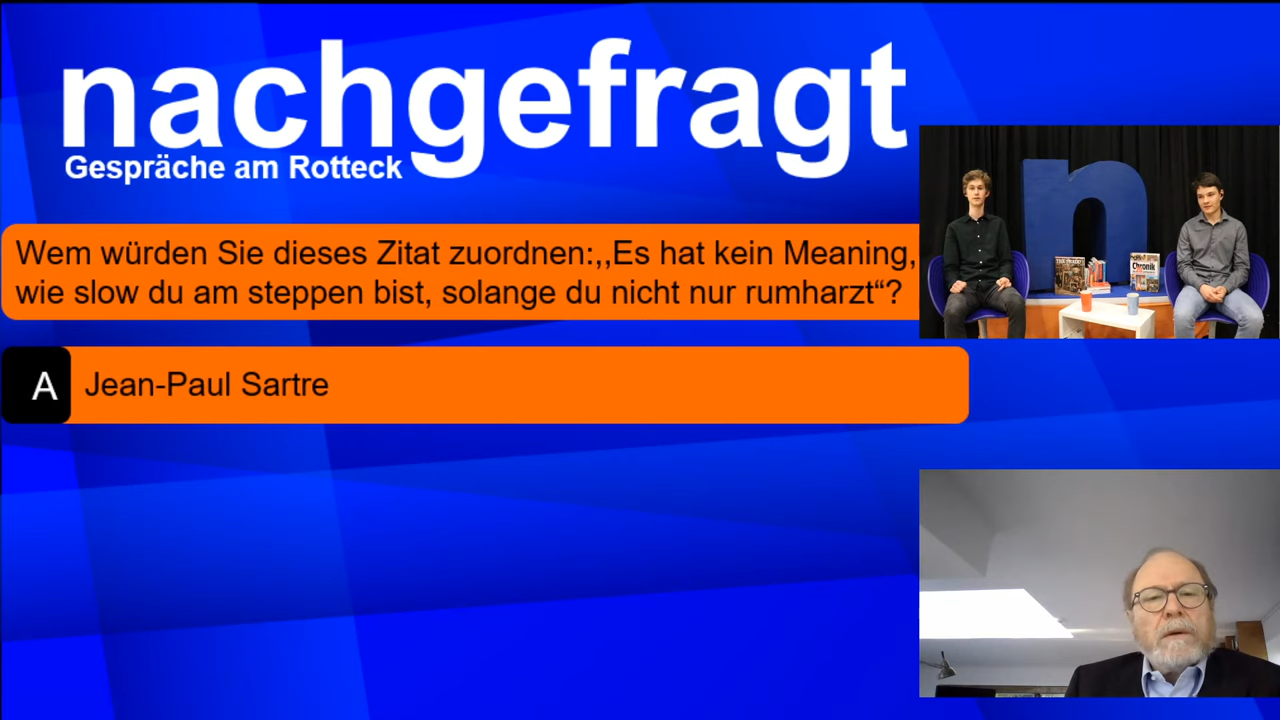 nachgefragt
Gespräche am Rotteck
Wem würden Sie dieses Zitat zuordnen:,,Es hat kein Meaning,
wie slow du am steppen bist, solange du nicht nur rumharzt“?
A Jean-Paul Sartre
n
Chronik